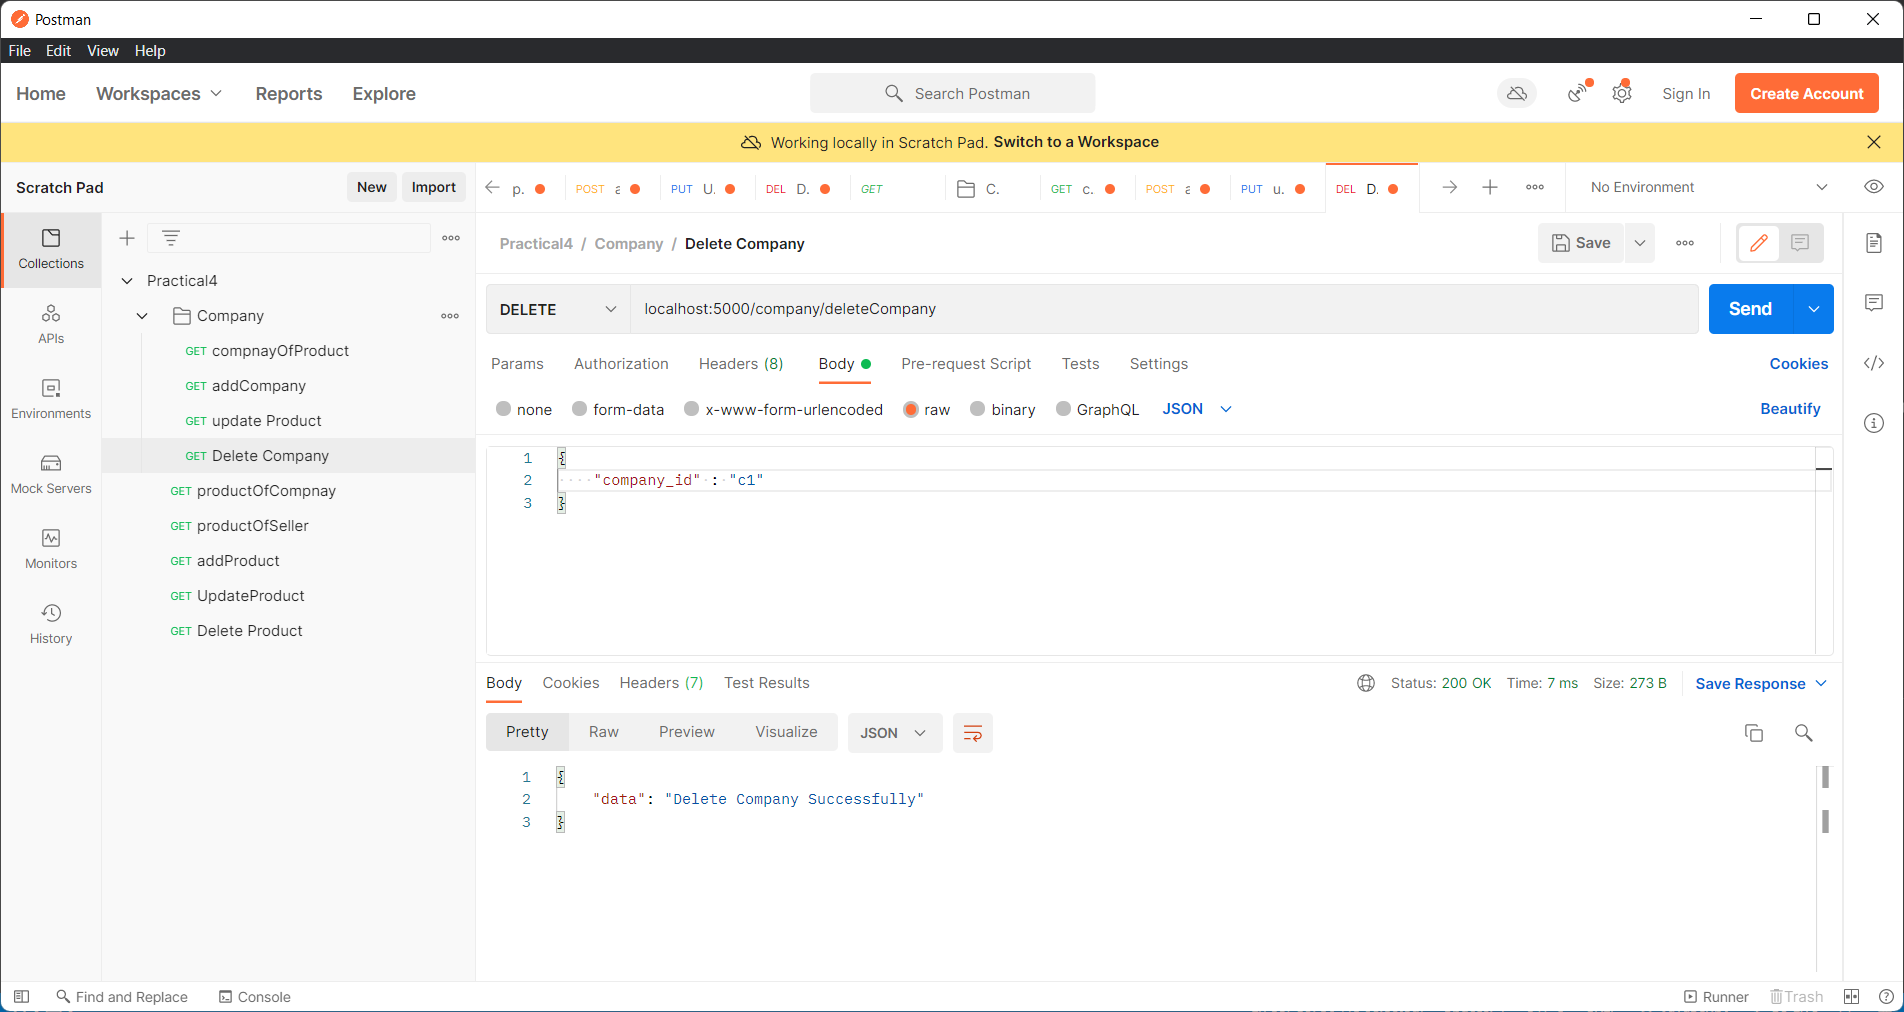 Postman
File Edit View Help
Home Workspaces Reports Explore Search Postman Sign In Create Account
Working locally in Scratch Pad. Switch to a Workspace
Scratch Pad New Import
p. POST PUT U. DEL D. GET C. GET c. POST PUT u. DEL D. No Environment
Collections
APIs
Environments
Mock Servers
Monitors
History
Practical4
Company
GET compnayOfProduct
GET addCompany
GET update Product
GET Delete Company
GET productOfCompnay
GET productOfSeller
GET addProduct
GET UpdateProduct
GET Delete Product
Practical4 / Company / Delete Company Save
DELETE localhost:5000/company/deleteCompany Send
Params Authorization Headers (8) Body Pre-request Script Tests Settings Cookies
none form-data x-www-form-urlencoded raw binary GraphQL JSON Beautify
1 {
2 "company_id" : "c1"
3 }
Body Cookies Headers (7) Test Results Status: 200 OK Time: 7 ms Size: 273 B Save Response
Pretty Raw Preview Visualize JSON
1 {
2 "data": "Delete Company Successfully"
3 }
Find and Replace Console Runner Trash